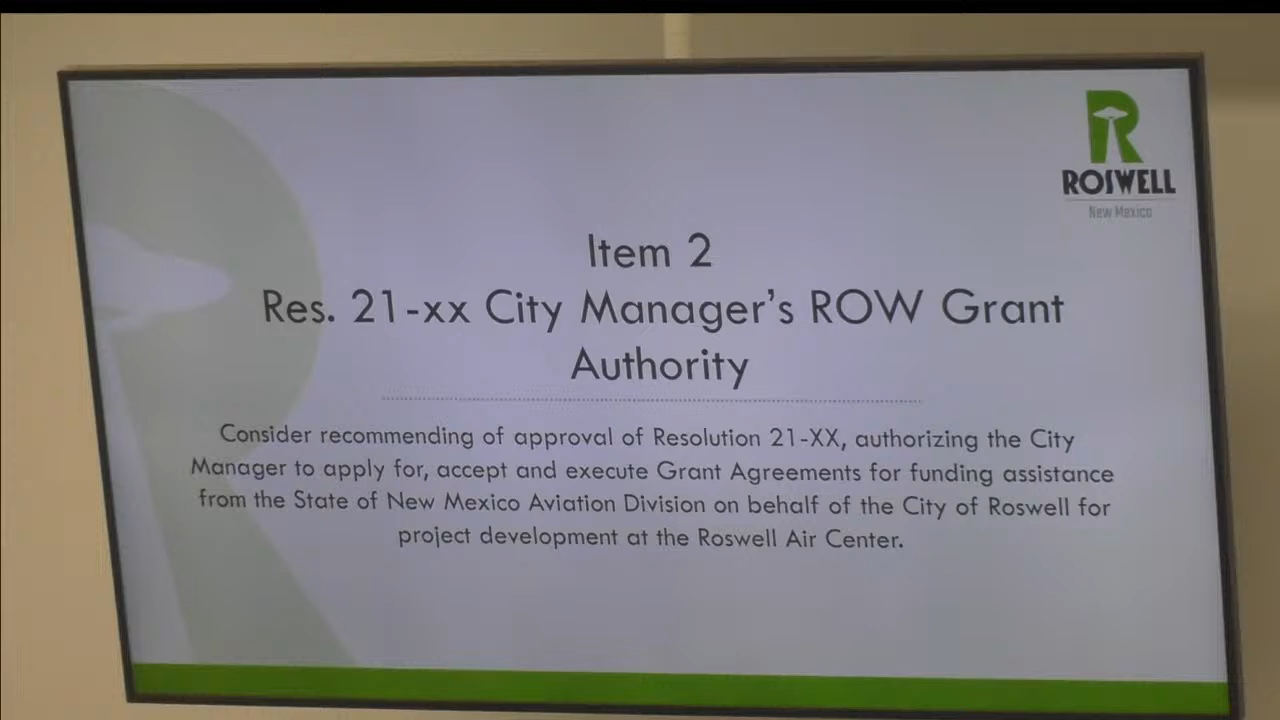 ROSWELL
New Mexico
Item 2
Res. 21-xx City Manager's ROW Grant
Authority
Consider recommending of approval of Resolution 21-XX, authorizing the City
Manager to apply for, accept and execute Grant Agreements for funding assistance
from the State of New Mexico Aviation Division on behalf of the City of Roswell for
project development at the Roswell Air Center.